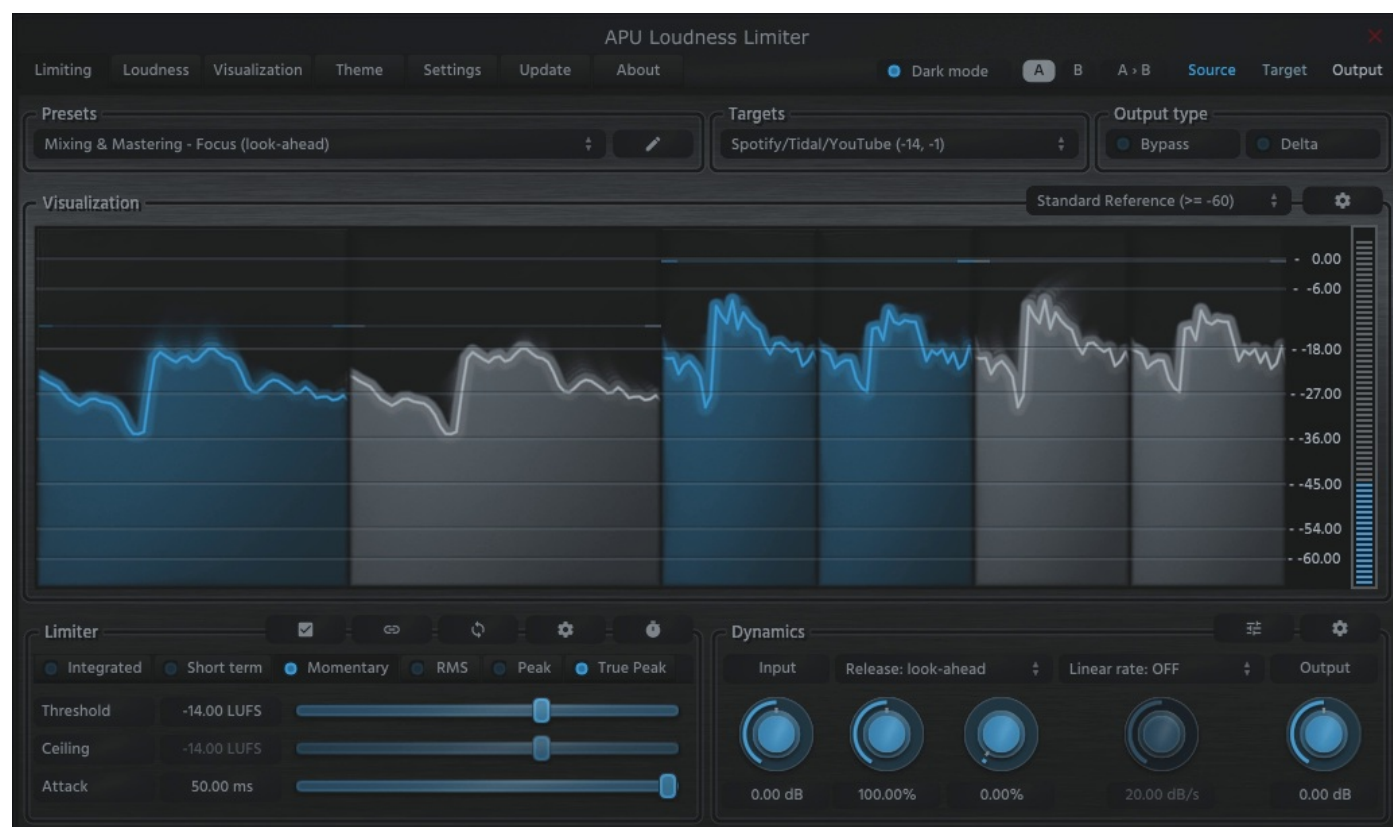 APU Loudness Limiter
Limiting Loudness Visualization Theme Settings Update About Dark mode A B A › B Source Target Output
Presets Targets Output type
Mixing & Mastering - Focus (look-ahead) Spotify/Tidal/YouTube (-14, -1) Bypass Delta
Visualization Standard Reference (>= -60)
- 0.00
- -6.00
- -18.00
- -27.00
- -36.00
- -45.00
- -54.00
- -60.00
Limiter Dynamics
Integrated Short term Momentary RMS Peak True Peak Input Release: look-ahead Linear rate: OFF Output
Threshold -14.00 LUFS
Ceiling -14.00 LUFS
Attack 50.00 ms
0.00 dB 100.00% 0.00% 20.00 dB/s 0.00 dB